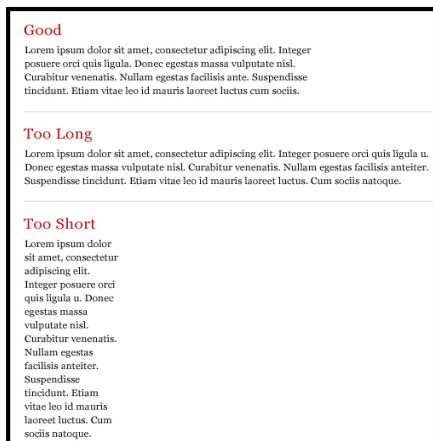 Good
Lorem ipsum dolor sit amet, consectetur adipiscing elit. Integer
posuere orci quis ligula. Donec egestas massa vulputate nisl.
Curabitur venenatis. Nullam egestas facilisis ante. Suspendisse
tincidunt. Etiam vitae leo id mauris laoreet luctus cum sociis.
Too Long
Lorem ipsum dolor sit amet, consectetur adipiscing elit. Integer posuere orci quis ligula u.
Donec egestas massa vulputate nisl. Curabitur venenatis. Nullam egestas facilisis anteiter.
Suspendisse tincidunt. Etiam vitae leo id mauris laoreet luctus. Cum sociis natoque.
Too Short
Lorem ipsum dolor
sit amet, consectetur
adipiscing elit.
Integer posuere orci
quis ligula u. Donec
egestas massa
vulputate nisl.
Curabitur venenatis.
Nullam egestas
facilisis anteiter.
Suspendisse
tincidunt. Etiam
vitae leo id mauris
laoreet luctus. Cum
sociis natoque.